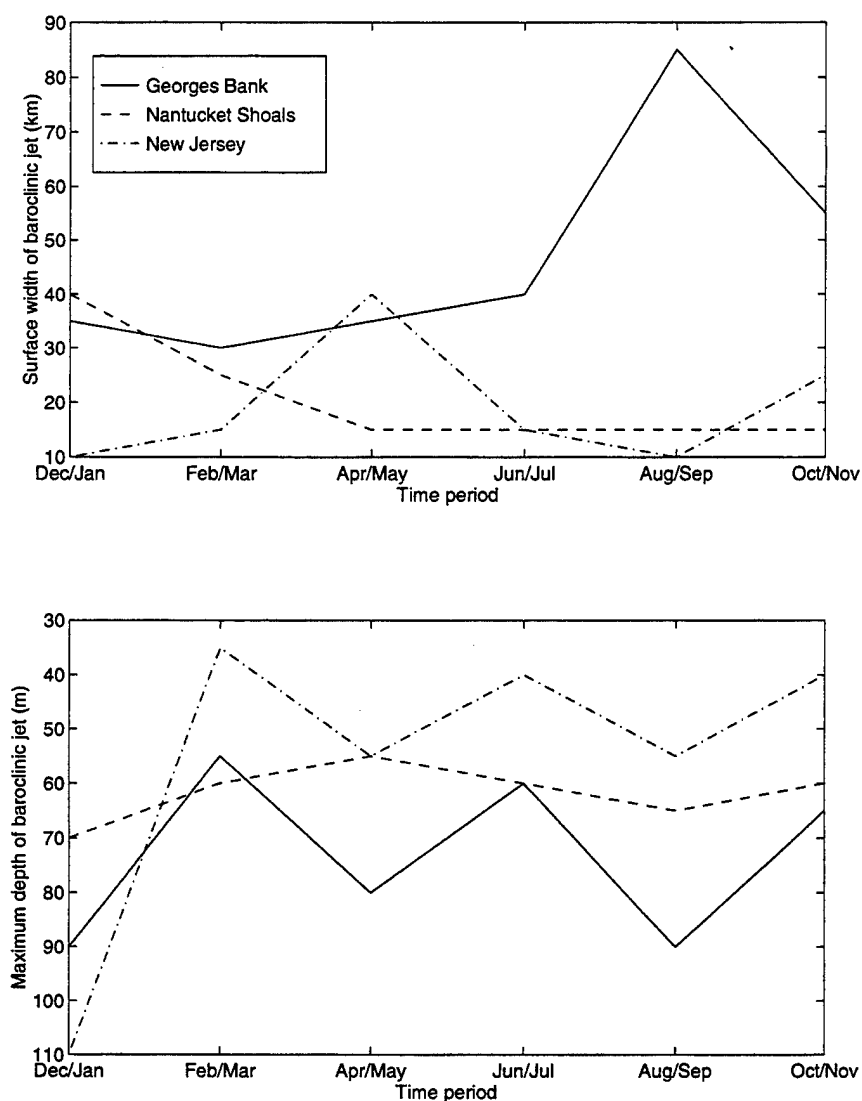 90
80
70
60
50
40
30
20
10
Surface width of baroclinic jet (km)
Georges Bank
Nantucket Shoals
New Jersey
Dec/Jan Feb/Mar Apr/May Jun/Jul Aug/Sep Oct/Nov
Time period
30
40
50
60
70
80
90
100
110
Maximum depth of baroclinic jet (m)
Dec/Jan Feb/Mar Apr/May Jun/Jul Aug/Sep Oct/Nov
Time period